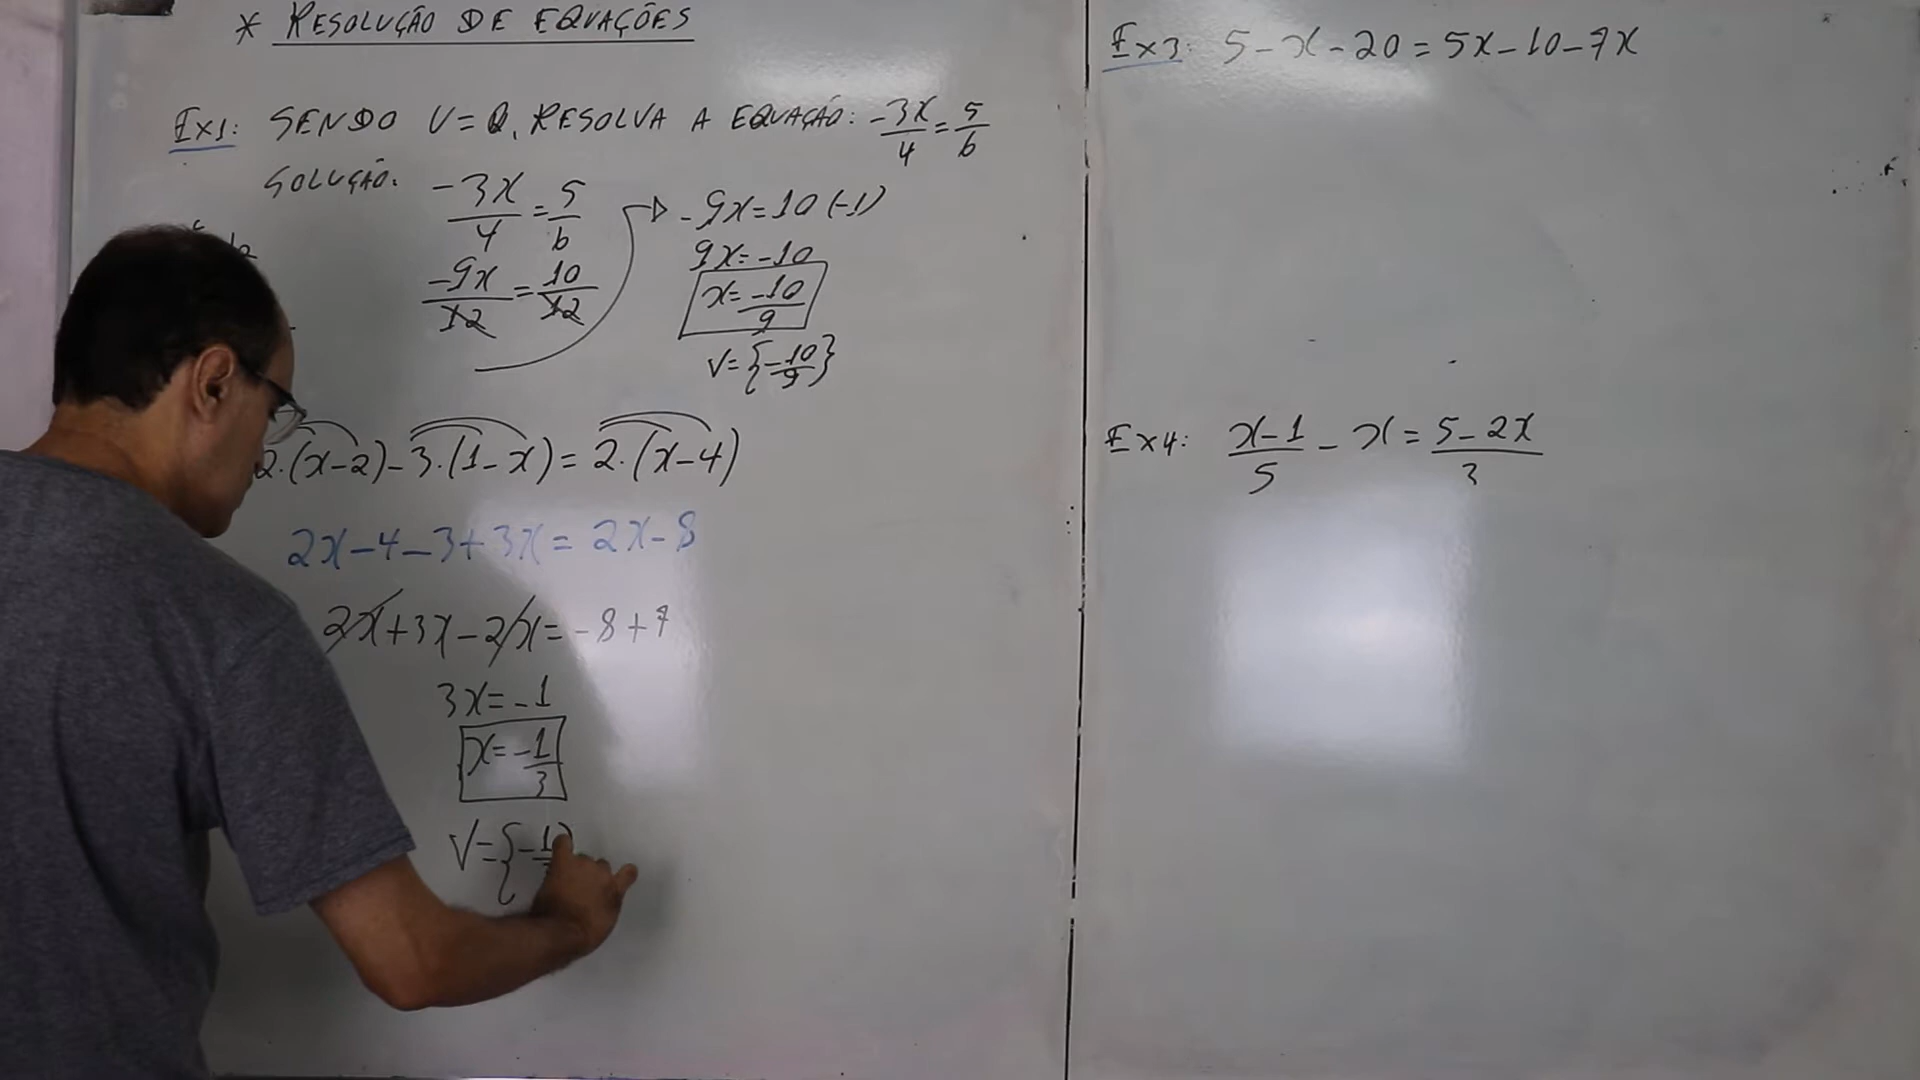 * RESOLUÇÃO DE EQUAÇÕES
Ex1: SENDO V=Q, RESOLVA A EQUAÇÃO: -3x/4 = 5/6
SOLUÇÃO:
-3x/4 = 5/6
-9x/12 = 10/12
-9x=10 (-1)
9x=-10
x=-10/9
V={-10/9}
2.(x-2)-3.(1-x)=2.(x-4)
2x-4-3+3x=2x-8
2x+3x-2x=-8+7
3x=-1
x=-1/3
V={-1
Ex3: 5-x-20=5x-10-7x
Ex4: x-1/5 - x = 5-2x/3